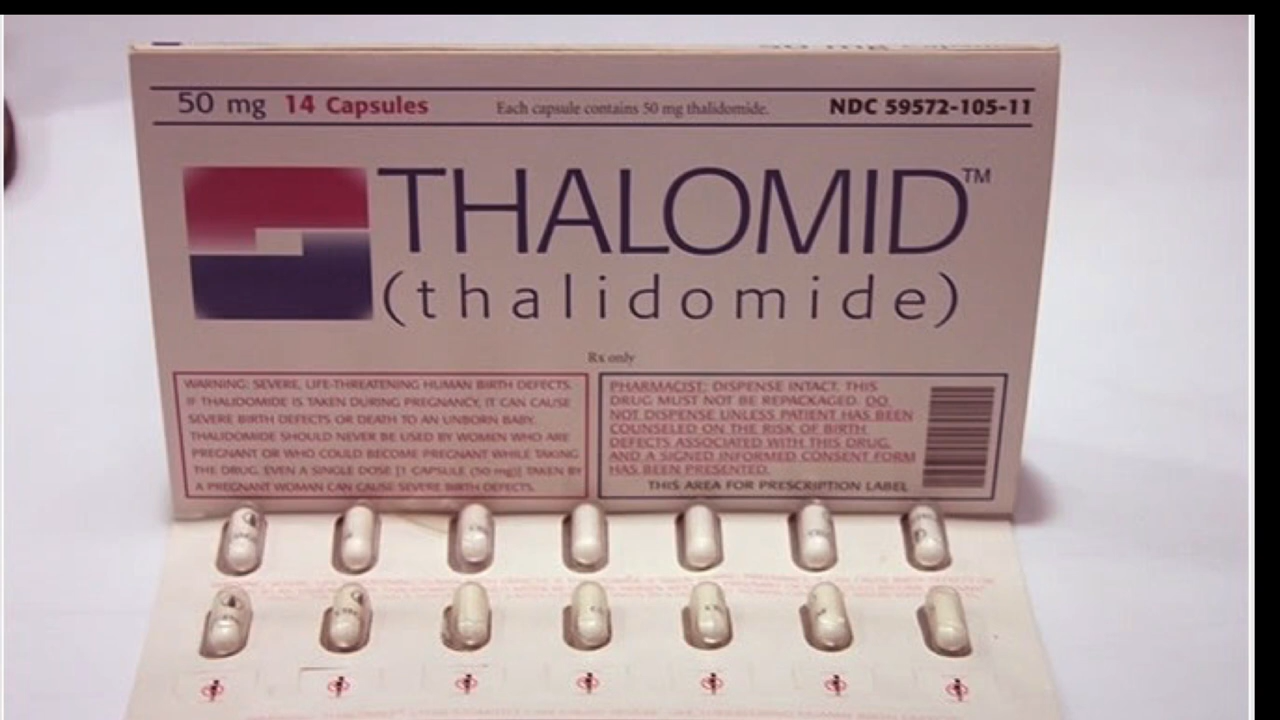 50 mg 14 Capsules Each capsule contains 50 mg thalidomide. NDC 59572-105-11
THALOMID™
(thalidomide)
Rx only
WARNING: SEVERE, LIFE-THREATENING HUMAN BIRTH DEFECTS.
IF THALIDOMIDE IS TAKEN DURING PREGNANCY, IT CAN CAUSE
SEVERE BIRTH DEFECTS OR DEATH TO AN UNBORN BABY.
THALIDOMIDE SHOULD NEVER BE USED BY WOMEN WHO ARE
PREGNANT OR WHO COULD BECOME PREGNANT WHILE TAKING
THE DRUG. EVEN A SINGLE DOSE [1 CAPSULE (50 mg)] TAKEN BY
A PREGNANT WOMAN CAN CAUSE SEVERE BIRTH DEFECTS.
PHARMACIST: DISPENSE INTACT. THIS
DRUG MUST NOT BE REPACKAGED. DO
NOT DISPENSE UNLESS PATIENT HAS BEEN
COUNSELED ON THE RISK OF BIRTH
DEFECTS ASSOCIATED WITH THIS DRUG,
AND A SIGNED INFORMED CONSENT FORM
HAS BEEN PRESENTED.
THIS AREA FOR PRESCRIPTION LABEL